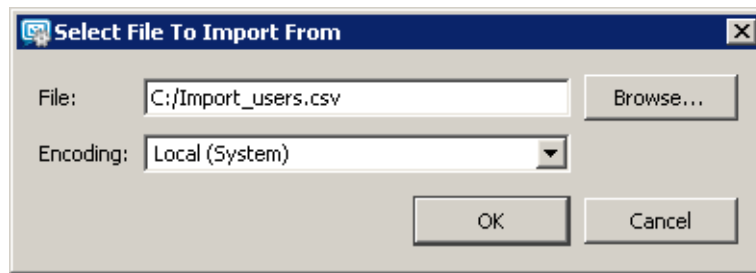 Select File To Import From
File: C:/Import_users.csv Browse...
Encoding: Local (System)
OK Cancel